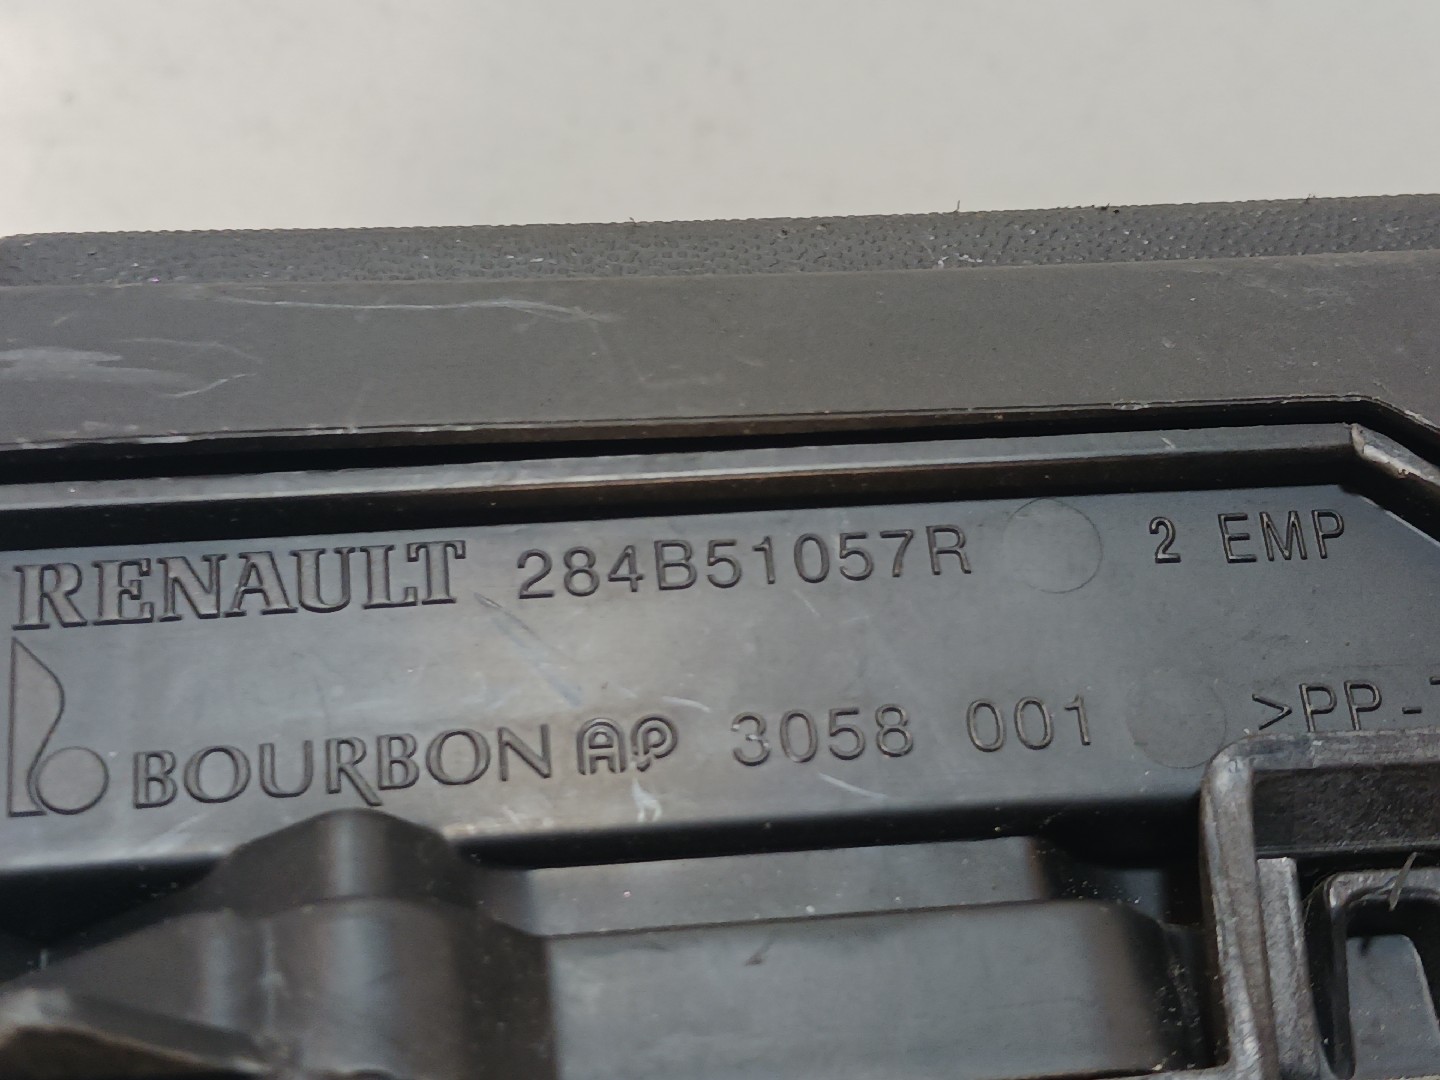 RENAULT 284B51057R 2 EMP
BOURBON AP 3058 001 >PP-